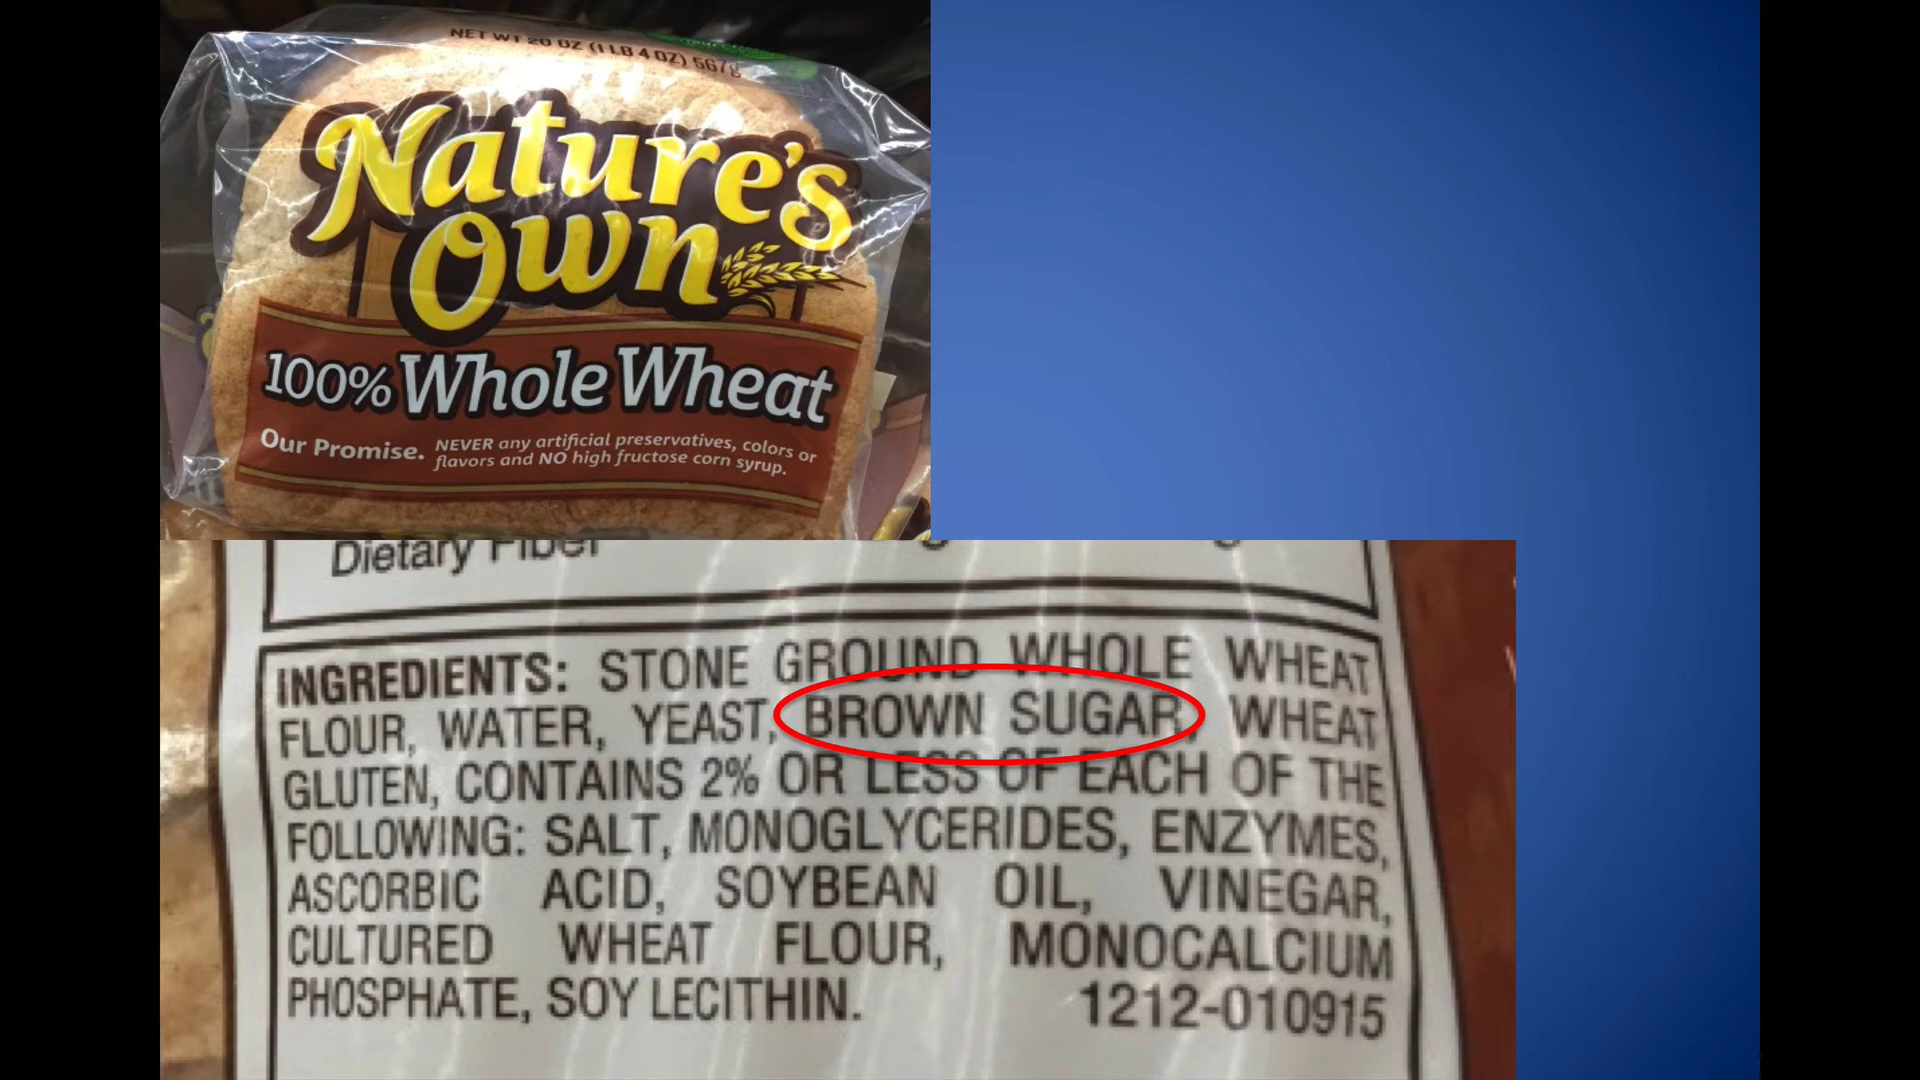 NET WT 20 OZ (1 LB 4 OZ) 567g
Nature's
Own
100% Whole Wheat
Our Promise. NEVER any artificial preservatives, colors or
flavors and NO high fructose corn syrup.
Dietary Fiber
INGREDIENTS: STONE GROUND WHOLE WHEAT
FLOUR, WATER, YEAST, BROWN SUGAR, WHEAT
GLUTEN, CONTAINS 2% OR LESS OF EACH OF THE
FOLLOWING: SALT, MONOGLYCERIDES, ENZYMES,
ASCORBIC ACID, SOYBEAN OIL, VINEGAR,
CULTURED WHEAT FLOUR, MONOCALCIUM
PHOSPHATE, SOY LECITHIN. 1212-010915